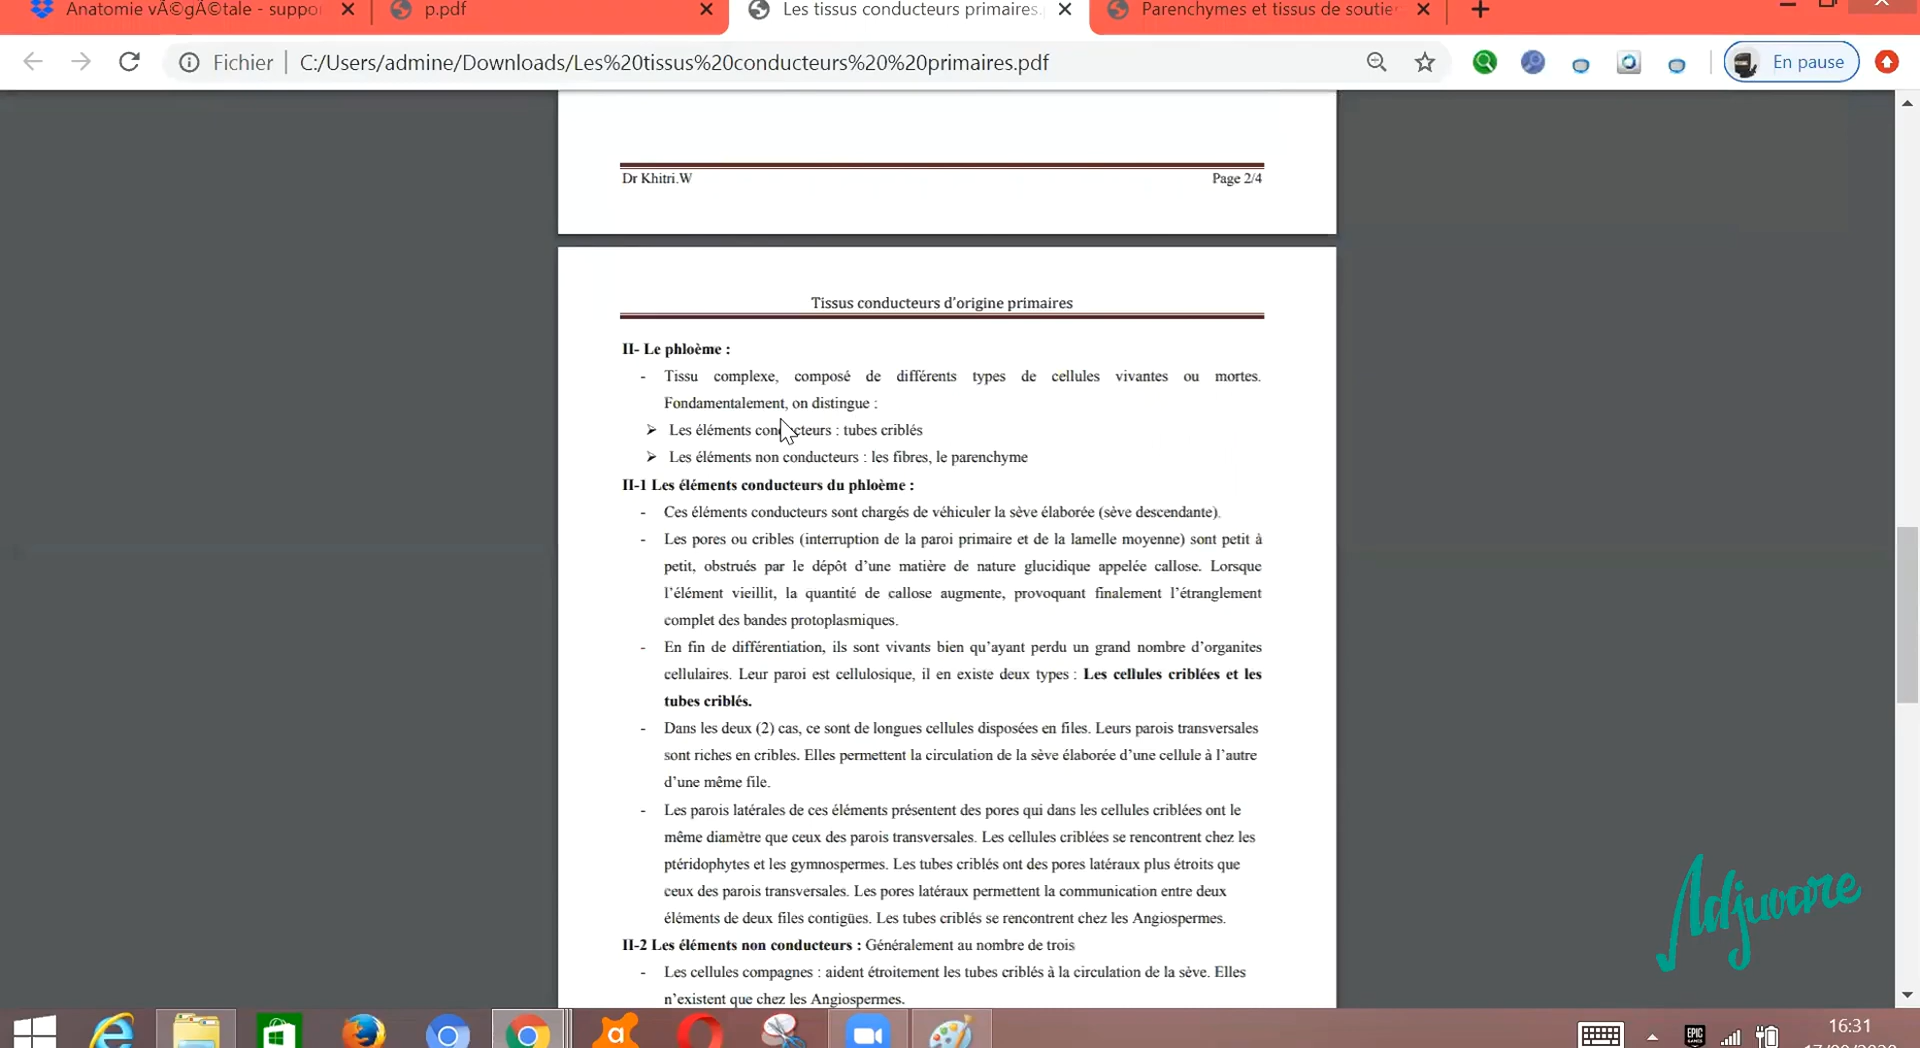 Anatomie vÃ©gÃ©tale - suppo
p.pdf
Les tissus conducteurs primaires.
Parenchymes et tissus de soutie
Fichier
C:/Users/admine/Downloads/Les%20tissus%20conducteurs%20%20primaires.pdf
En pause
Dr Khitri.W
Page 2/4
Tissus conducteurs d’origine primaires
II- Le phloème :
- Tissu complexe, composé de différents types de cellules vivantes ou mortes.
Fondamentalement, on distingue :
➢ Les éléments conducteurs : tubes criblés
➢ Les éléments non conducteurs : les fibres, le parenchyme
II-1 Les éléments conducteurs du phloème :
- Ces éléments conducteurs sont chargés de véhiculer la sève élaborée (sève descendante).
- Les pores ou cribles (interruption de la paroi primaire et de la lamelle moyenne) sont petit à
petit, obstrués par le dépôt d’une matière de nature glucidique appelée callose. Lorsque
l’élément vieillit, la quantité de callose augmente, provoquant finalement l’étranglement
complet des bandes protoplasmiques.
- En fin de différentiation, ils sont vivants bien qu’ayant perdu un grand nombre d’organites
cellulaires. Leur paroi est cellulosique, il en existe deux types : Les cellules criblées et les
tubes criblés.
- Dans les deux (2) cas, ce sont de longues cellules disposées en files. Leurs parois transversales
sont riches en cribles. Elles permettent la circulation de la sève élaborée d’une cellule à l’autre
d’une même file.
- Les parois latérales de ces éléments présentent des pores qui dans les cellules criblées ont le
même diamètre que ceux des parois transversales. Les cellules criblées se rencontrent chez les
ptéridophytes et les gymnospermes. Les tubes criblés ont des pores latéraux plus étroits que
ceux des parois transversales. Les pores latéraux permettent la communication entre deux
éléments de deux files contigües. Les tubes criblés se rencontrent chez les Angiospermes.
II-2 Les éléments non conducteurs : Généralement au nombre de trois
- Les cellules compagnes : aident étroitement les tubes criblés à la circulation de la sève. Elles
n’existent que chez les Angiospermes.
Adjuware
EPIC
16:31